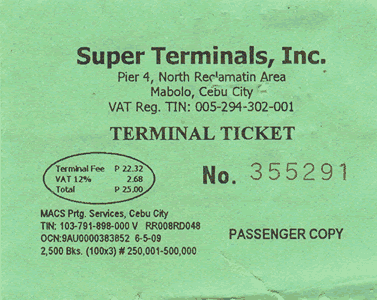 Super Terminals, Inc.
Pier 4, North Reclamatin Area
Mabolo, Cebu City
VAT Reg. TIN: 005-294-302-001
TERMINAL TICKET
Terminal Fee P 22.32
VAT 12% 2.68
Total P 25.00
No. 355291
MACS Prtg. Services, Cebu City
TIN: 103-791-898-000 V RR008RD048
OCN:9AU0000383852 6-5-09
2,500 Bks. (100x3) # 250,001-500,000
PASSENGER COPY